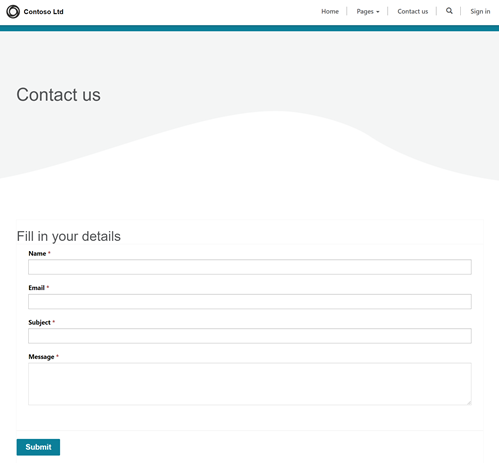 Contoso Ltd
Home Pages Contact us Sign in
Contact us
Fill in your details
Name *
Email *
Subject *
Message *
Submit